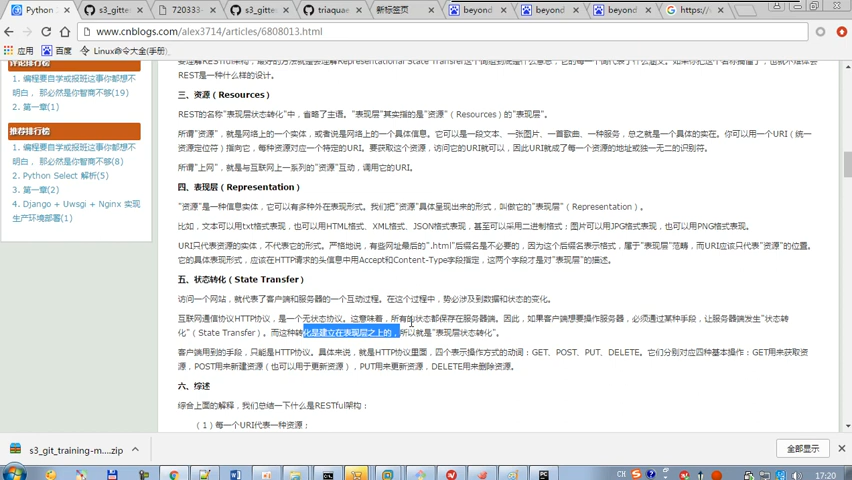 Python
s3_gittes
720333-
s3_gittes
triaquae
新标签页
beyond
beyond
beyond
https://
www.cnblogs.com/alex3714/articles/6808013.html
应用
百度
Linux命令大全(手册)
评论排行榜
1. 编程要自学或报班这事你都想不
明白, 那必然是你智商不够(19)
2. 第一章(1)
推荐排行榜
1. 编程要自学或报班这事你都想不
明白, 那必然是你智商不够(8)
2. Python Select 解析(5)
3. 第一章(2)
4. Django + Uwsgi + Nginx 实现
生产环境部署(1)
REST是一种什么样的设计。
三、资源（Resources）
REST的名称"表现层状态转化"中，省略了主语。"表现层"其实指的是"资源"（Resources）的"表现层"。
所谓"资源"，就是网络上的一个实体，或者说是网络上的一个具体信息。它可以是一段文本、一张图片、一首歌曲、一种服务，总之就是一个具体的实在。你可以用一个URI（统一
资源定位符）指向它，每种资源对应一个特定的URI。要获取这个资源，访问它的URI就可以，因此URI就成了每一个资源的地址或独一无二的识别符。
所谓"上网"，就是与互联网上一系列的"资源"互动，调用它的URI。
四、表现层（Representation）
"资源"是一种信息实体，它可以有多种外在表现形式。我们把"资源"具体呈现出来的形式，叫做它的"表现层"（Representation）。
比如，文本可以用txt格式表现，也可以用HTML格式、XML格式、JSON格式表现，甚至可以采用二进制格式；图片可以用JPG格式表现，也可以用PNG格式表现。
URI只代表资源的实体，不代表它的形式。严格地说，有些网址最后的".html"后缀名是不必要的，因为这个后缀名表示格式，属于"表现层"范畴，而URI应该只代表"资源"的位置。
它的具体表现形式，应该在HTTP请求的头信息中用Accept和Content-Type字段指定，这两个字段才是对"表现层"的描述。
五、状态转化（State Transfer）
访问一个网站，就代表了客户端和服务器的一个互动过程。在这个过程中，势必涉及到数据和状态的变化。
互联网通信协议HTTP协议，是一个无状态协议。这意味着，所有的状态都保存在服务器端。因此，如果客户端想要操作服务器，必须通过某种手段，让服务器端发生"状态转
化"（State Transfer）。而这种转化是建立在表现层之上的，所以就是"表现层状态转化"。
客户端用到的手段，只能是HTTP协议。具体来说，就是HTTP协议里面，四个表示操作方式的动词：GET、POST、PUT、DELETE。它们分别对应四种基本操作：GET用来获取资
源，POST用来新建资源（也可以用于更新资源），PUT用来更新资源，DELETE用来删除资源。
六、综述
综合上面的解释，我们总结一下什么是RESTful架构：
（1）每一个URI代表一种资源；
s3_git_training-m....zip
全部显示
CH
17:20